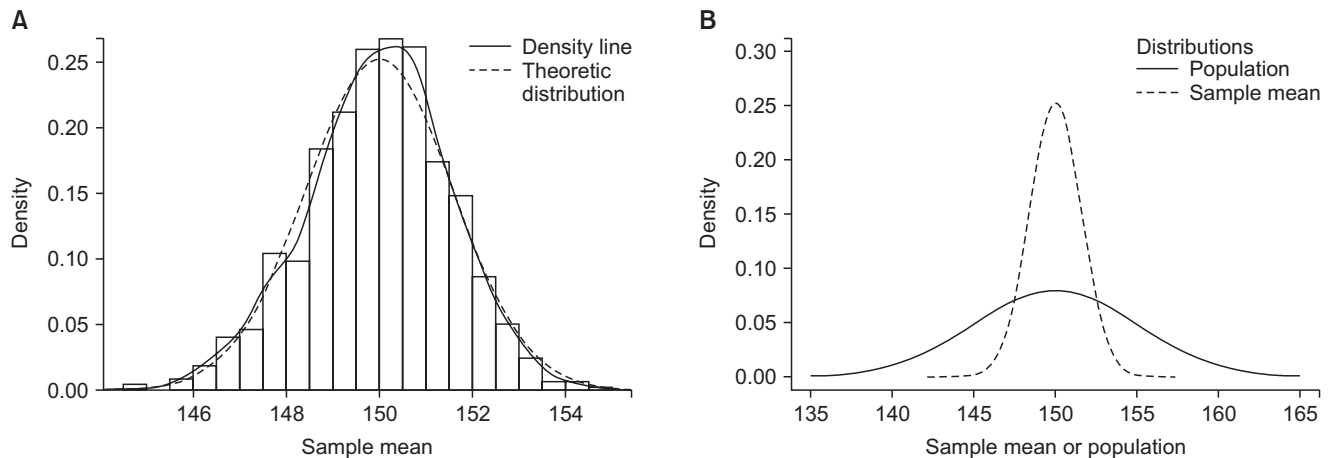 A
Density line
Theoretic
distribution
0.25
0.20
0.15
0.10
0.05
0.00
Density
146 148 150 152 154
Sample mean
B
Distributions
Population
Sample mean
0.30
0.25
0.20
0.15
0.10
0.05
0.00
Density
135 140 145 150 155 160 165
Sample mean or population